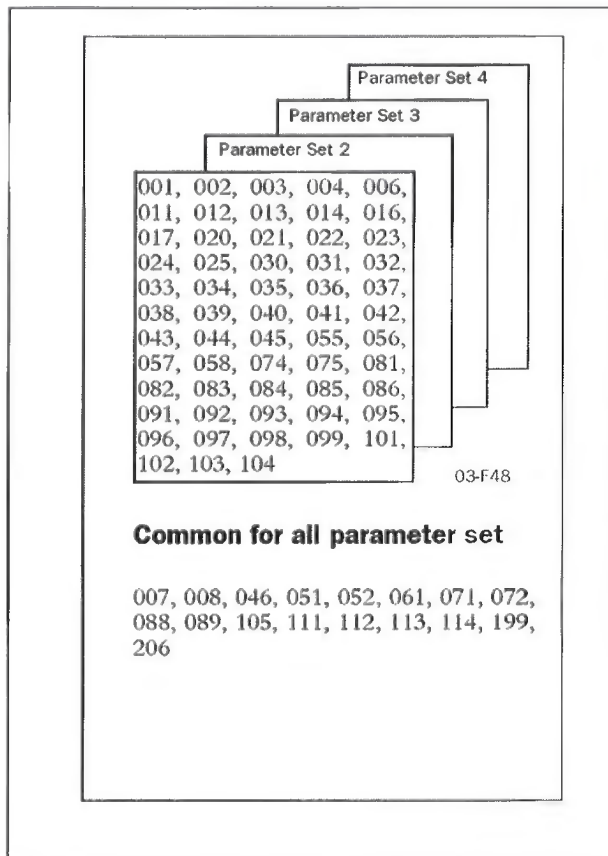 Parameter Set 4
Parameter Set 3
Parameter Set 2
001, 002, 003, 004, 006,
011, 012, 013, 014, 016,
017, 020, 021, 022, 023,
024, 025, 030, 031, 032,
033, 034, 035, 036, 037,
038, 039, 040, 041, 042,
043, 044, 045, 055, 056,
057, 058, 074, 075, 081,
082, 083, 084, 085, 086,
091, 092, 093, 094, 095,
096, 097, 098, 099, 101,
102, 103, 104
03-F48
Common for all parameter set
007, 008, 046, 051, 052, 061, 071, 072,
088, 089, 105, 111, 112, 113, 114, 199,
206